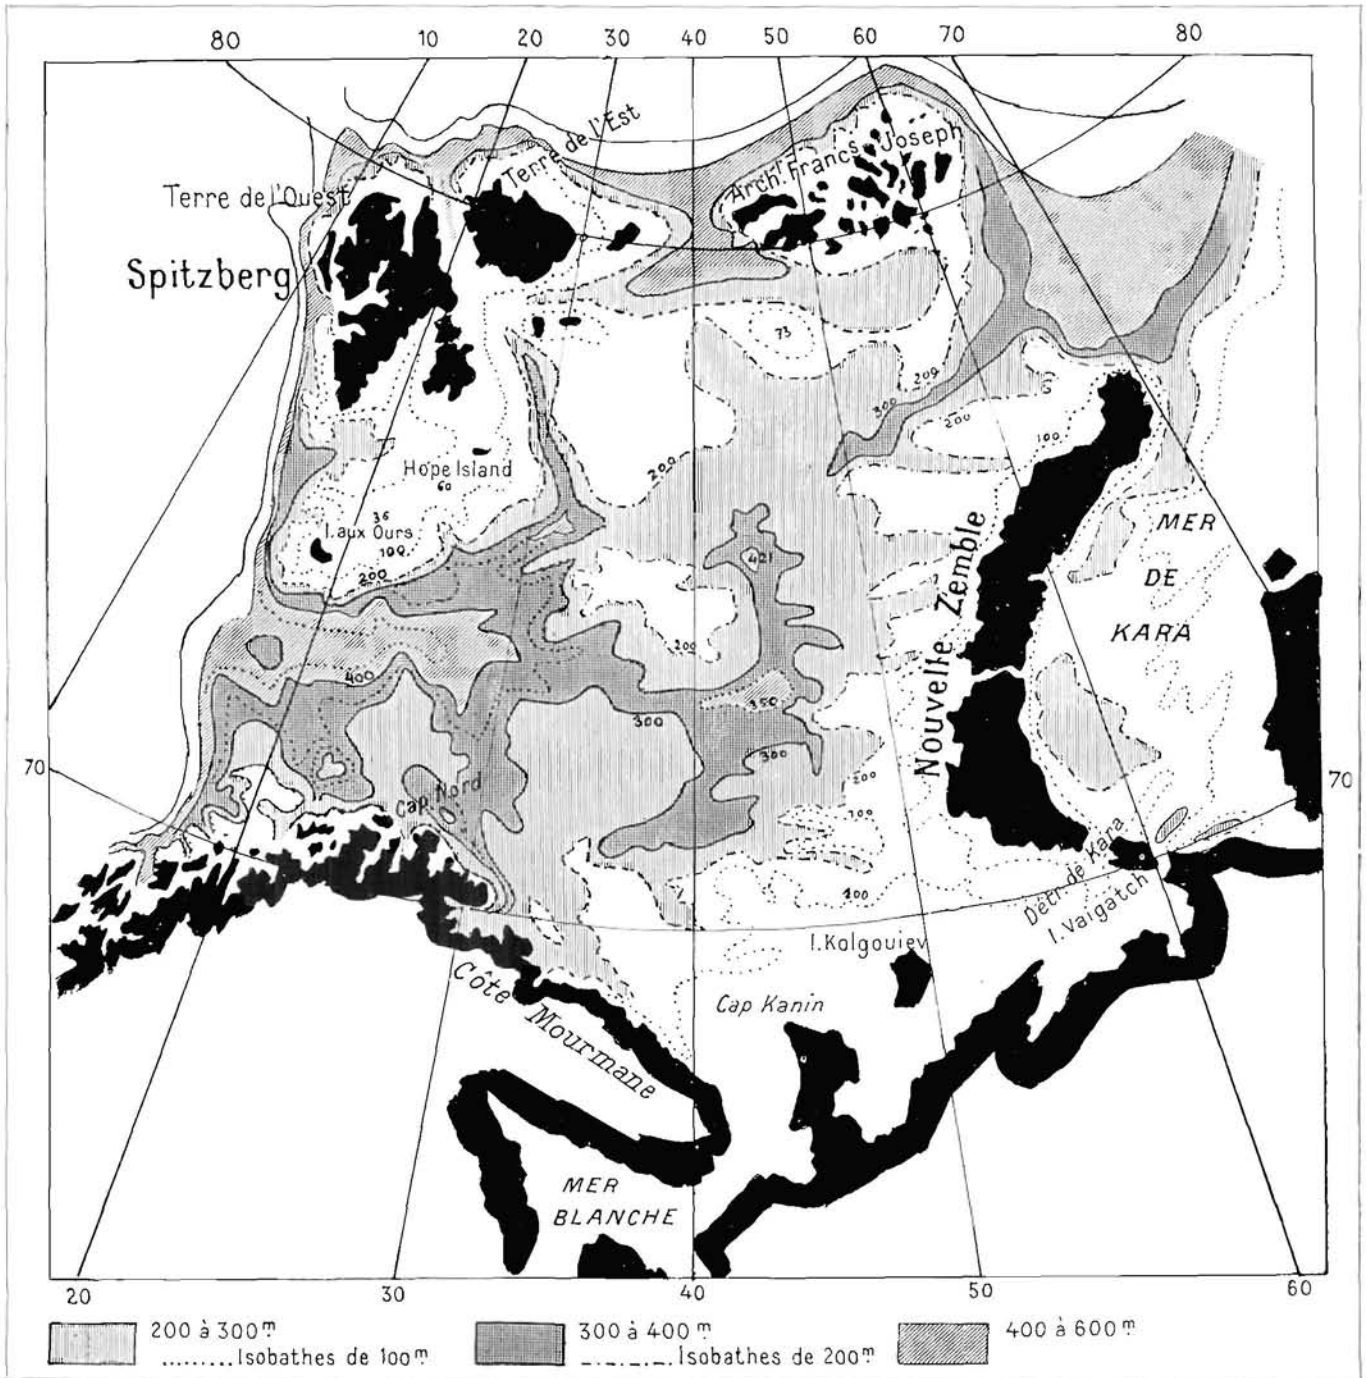 80 10 20 30 40 50 60 70 80
Terre de l'Est
Arch! Francs Joseph
Terre de l'Ouest
Spitzberg
73
209
300
200
100
200
Hope Island
60
36
I. aux Ours
100
200
421
MER
DE
KARA
Nouvelle Zemble
200
400
350
300
300
200
Cap. Nord
100
70
70
100
Détr. de Kara
I. Vaigatch
I. Kolgouiev
Cap Kanin
Côte Mourmane
MER
BLANCHE
20 30 40 50 60
200 à 300m
300 à 400m
400 à 600m
.........Isobathes de 100m
_._._._.Isobathes de 200m